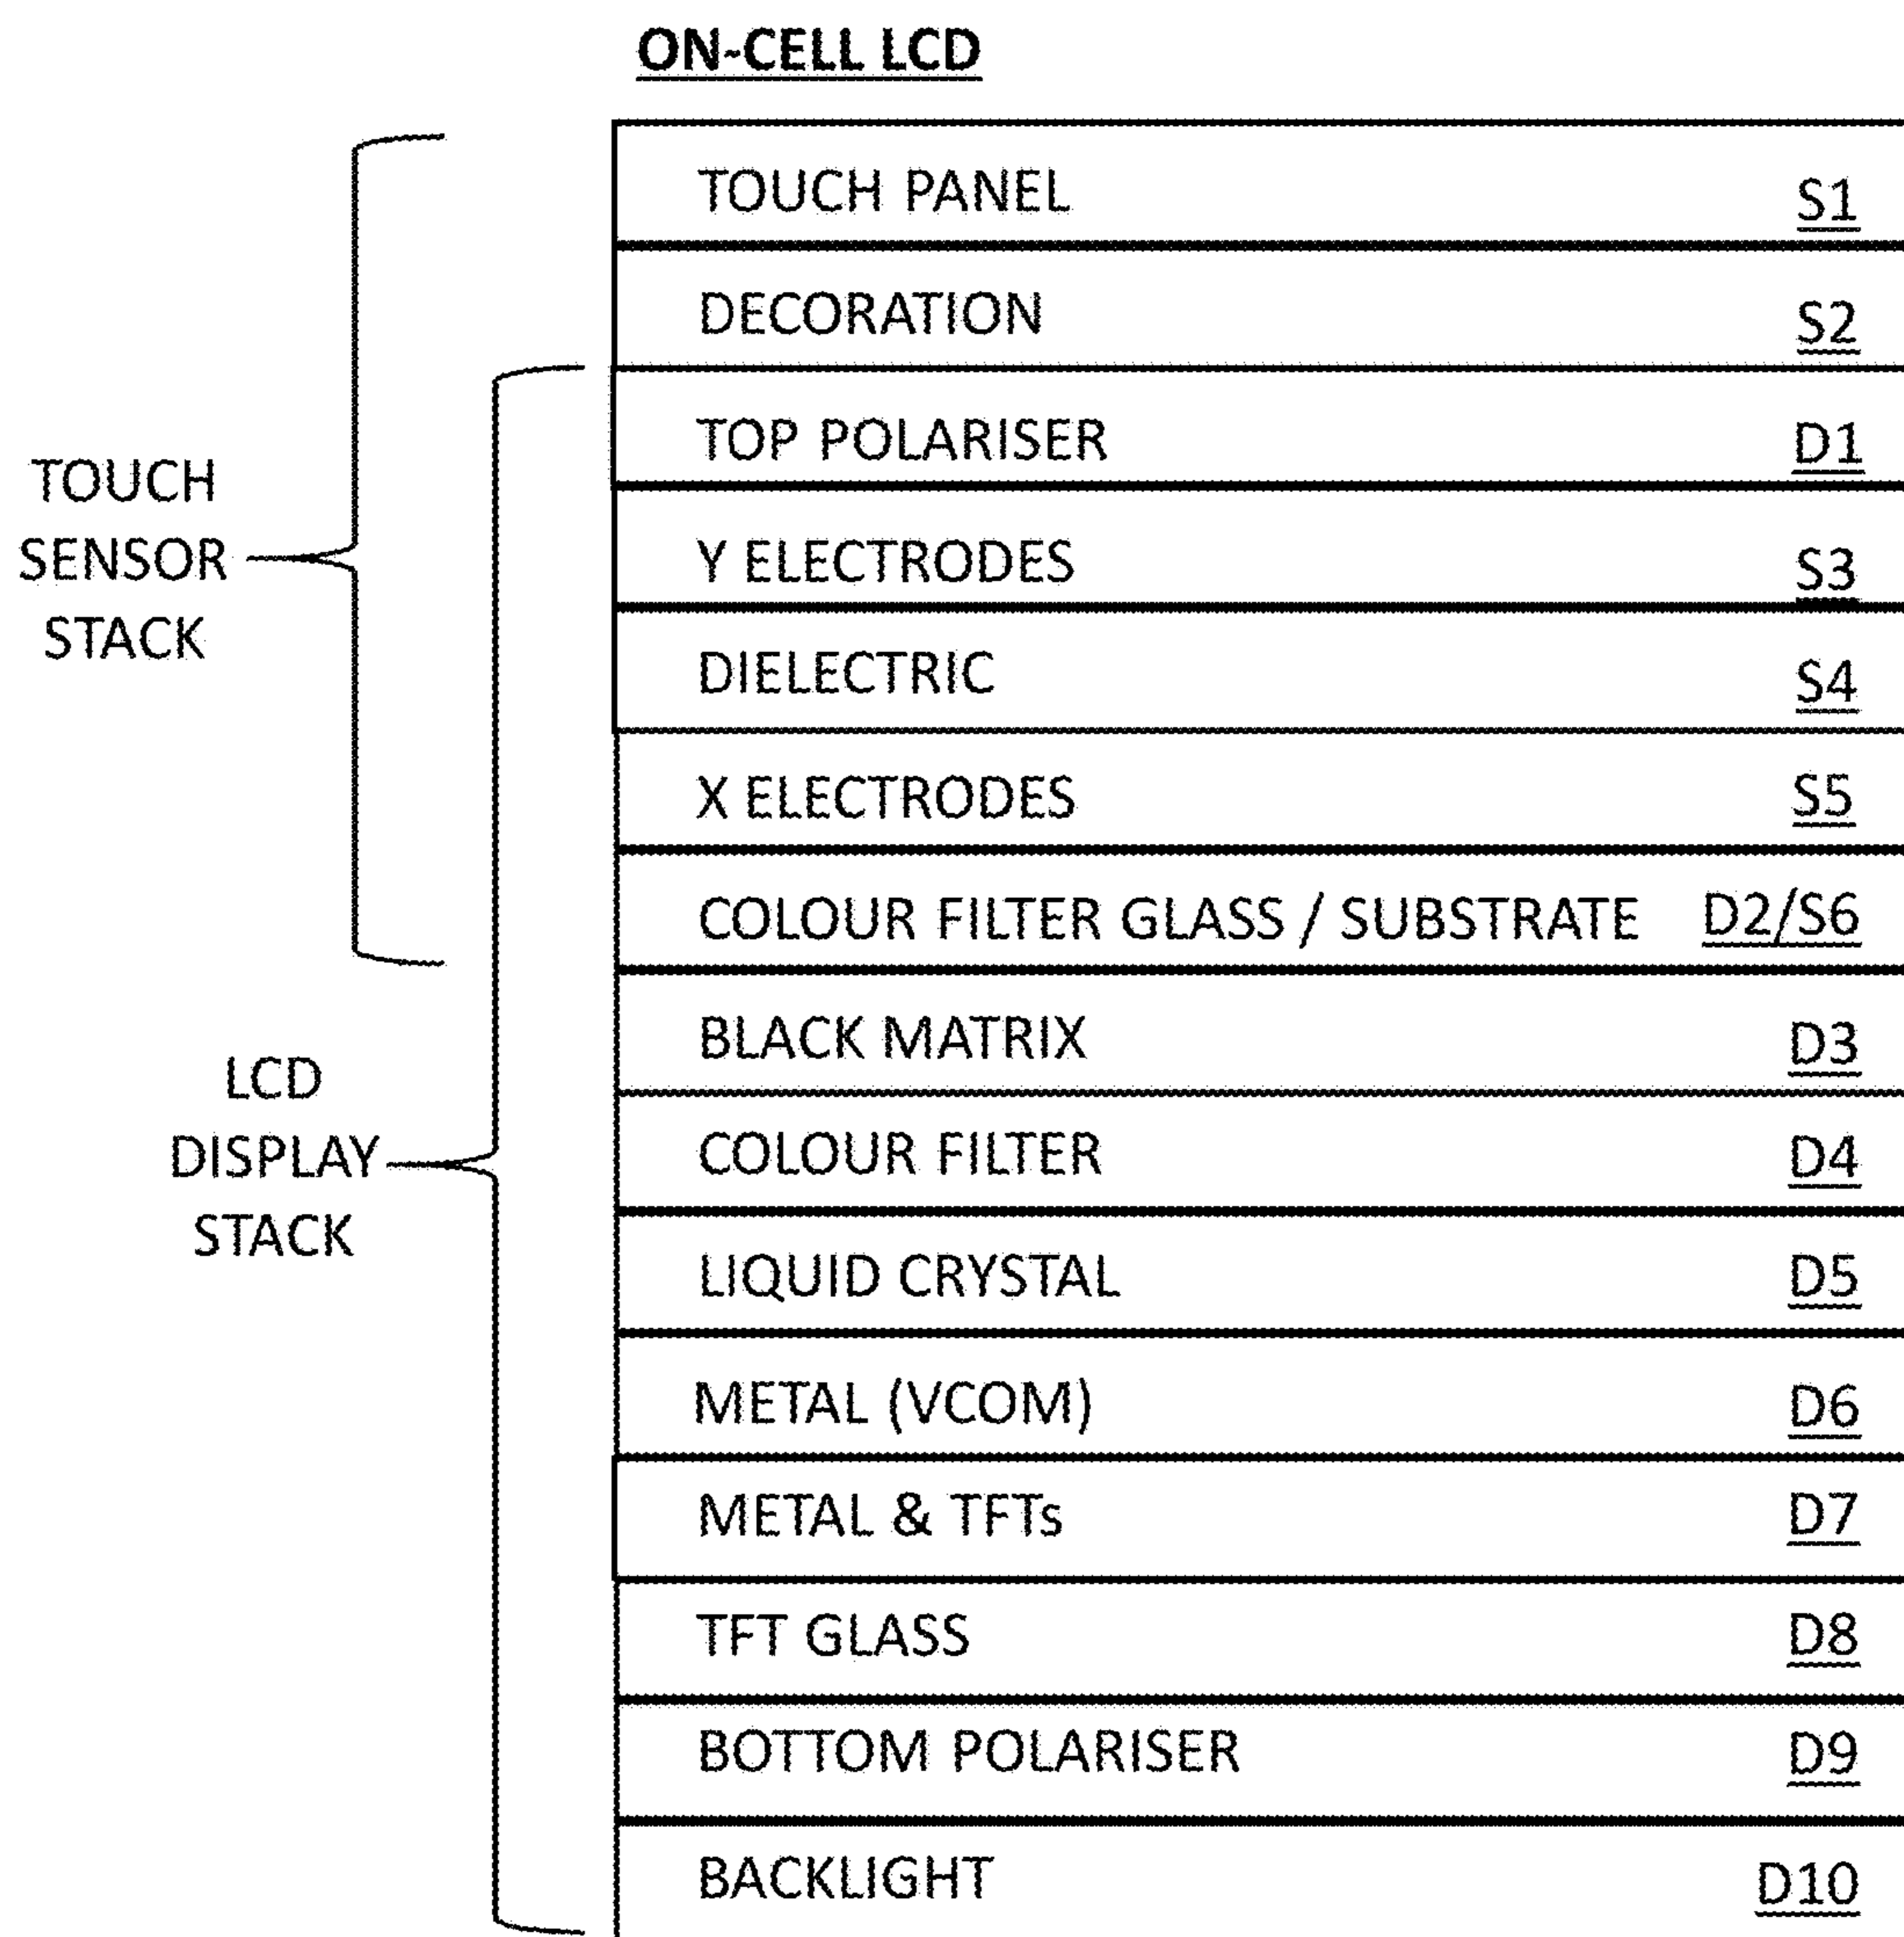 ON-CELL LCD
TOUCH PANEL S1
DECORATION S2
TOP POLARISER D1
Y ELECTRODES S3
DIELECTRIC S4
X ELECTRODES S5
COLOUR FILTER GLASS / SUBSTRATE D2/S6
BLACK MATRIX D3
COLOUR FILTER D4
LIQUID CRYSTAL D5
METAL (VCOM) D6
METAL & TFTs D7
TFT GLASS D8
BOTTOM POLARISER D9
BACKLIGHT D10
TOUCH
SENSOR
STACK
LCD
DISPLAY
STACK